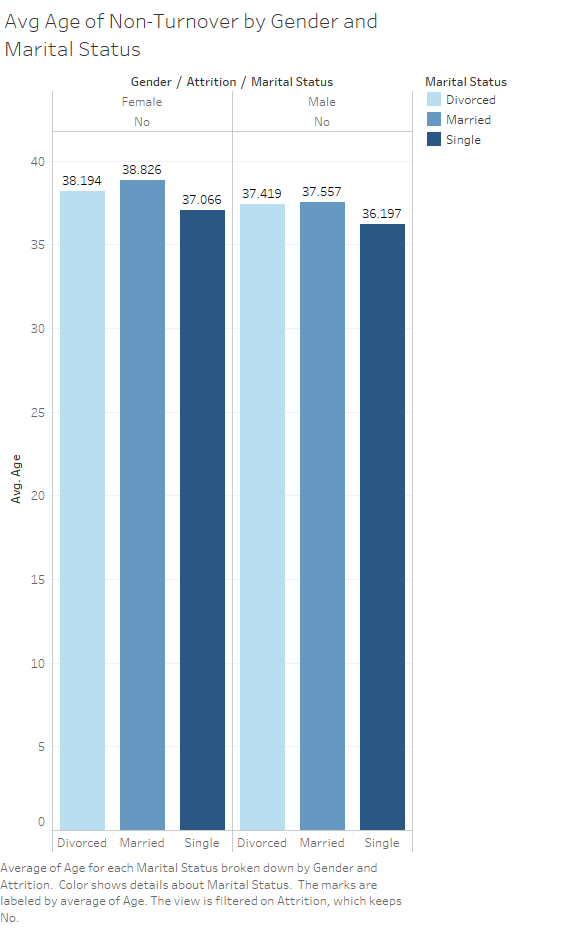 Avg Age of Non-Turnover by Gender and
Marital Status
Gender / Attrition / Marital Status
Female
Male
No
No
Marital Status
Divorced
Married
Single
Avg. Age
40
35
30
25
20
15
10
5
0
38.194
38.826
37.066
37.419
37.557
36.197
Divorced
Married
Single
Divorced
Married
Single
Average of Age for each Marital Status broken down by Gender and
Attrition. Color shows details about Marital Status. The marks are
labeled by average of Age. The view is filtered on Attrition, which keeps
No.